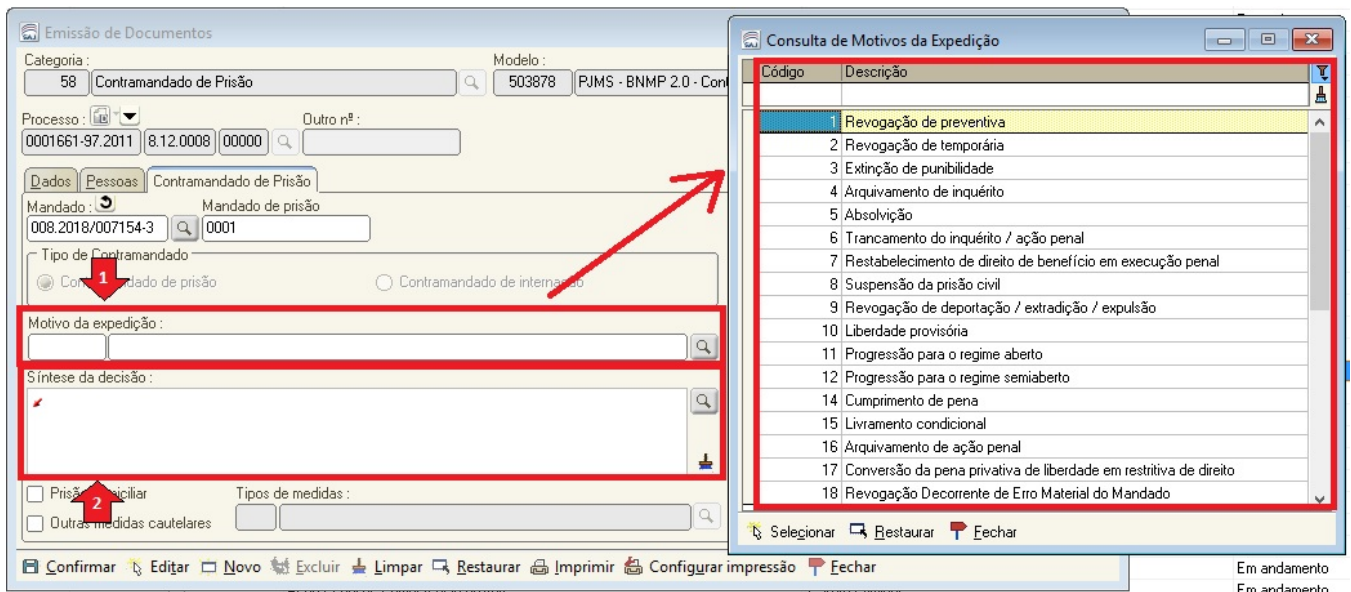 Emissão de Documentos
Categoria :
58 Contramandado de Prisão
Modelo :
503878 PJMS - BNMP 2.0 - Con
Processo :
Outro nº :
0001661-97.2011 8.12.0008 00000
Dados Pessoas Contramandado de Prisão
Mandado :
Mandado de prisão
008.2018/007154-3 0001
Tipo de Contramandado
1
dado de prisão
Contramandado de
Motivo da expedição :
Síntese da decisão :
2
Tipos de medidas :
Outras medidas cautelares
Confirmar Editar Novo Excluir Limpar Restaurar Imprimir Configurar impressão Fechar
Consulta de Motivos da Expedição
Código Descrição
1 Revogação de preventiva
2 Revogação de temporária
3 Extinção de punibilidade
4 Arquivamento de inquérito
5 Absolvição
6 Trancamento do inquérito / ação penal
7 Restabelecimento de direito de benefício em execução penal
8 Suspensão da prisão civil
9 Revogação de deportação / extradição / expulsão
10 Liberdade provisória
11 Progressão para o regime aberto
12 Progressão para o regime semiaberto
14 Cumprimento de pena
15 Livramento condicional
16 Arquivamento de ação penal
17 Conversão da pena privativa de liberdade em restritiva de direito
18 Revogação Decorrente de Erro Material do Mandado
Selecionar Restaurar Fechar
Em andamento
Em andamento